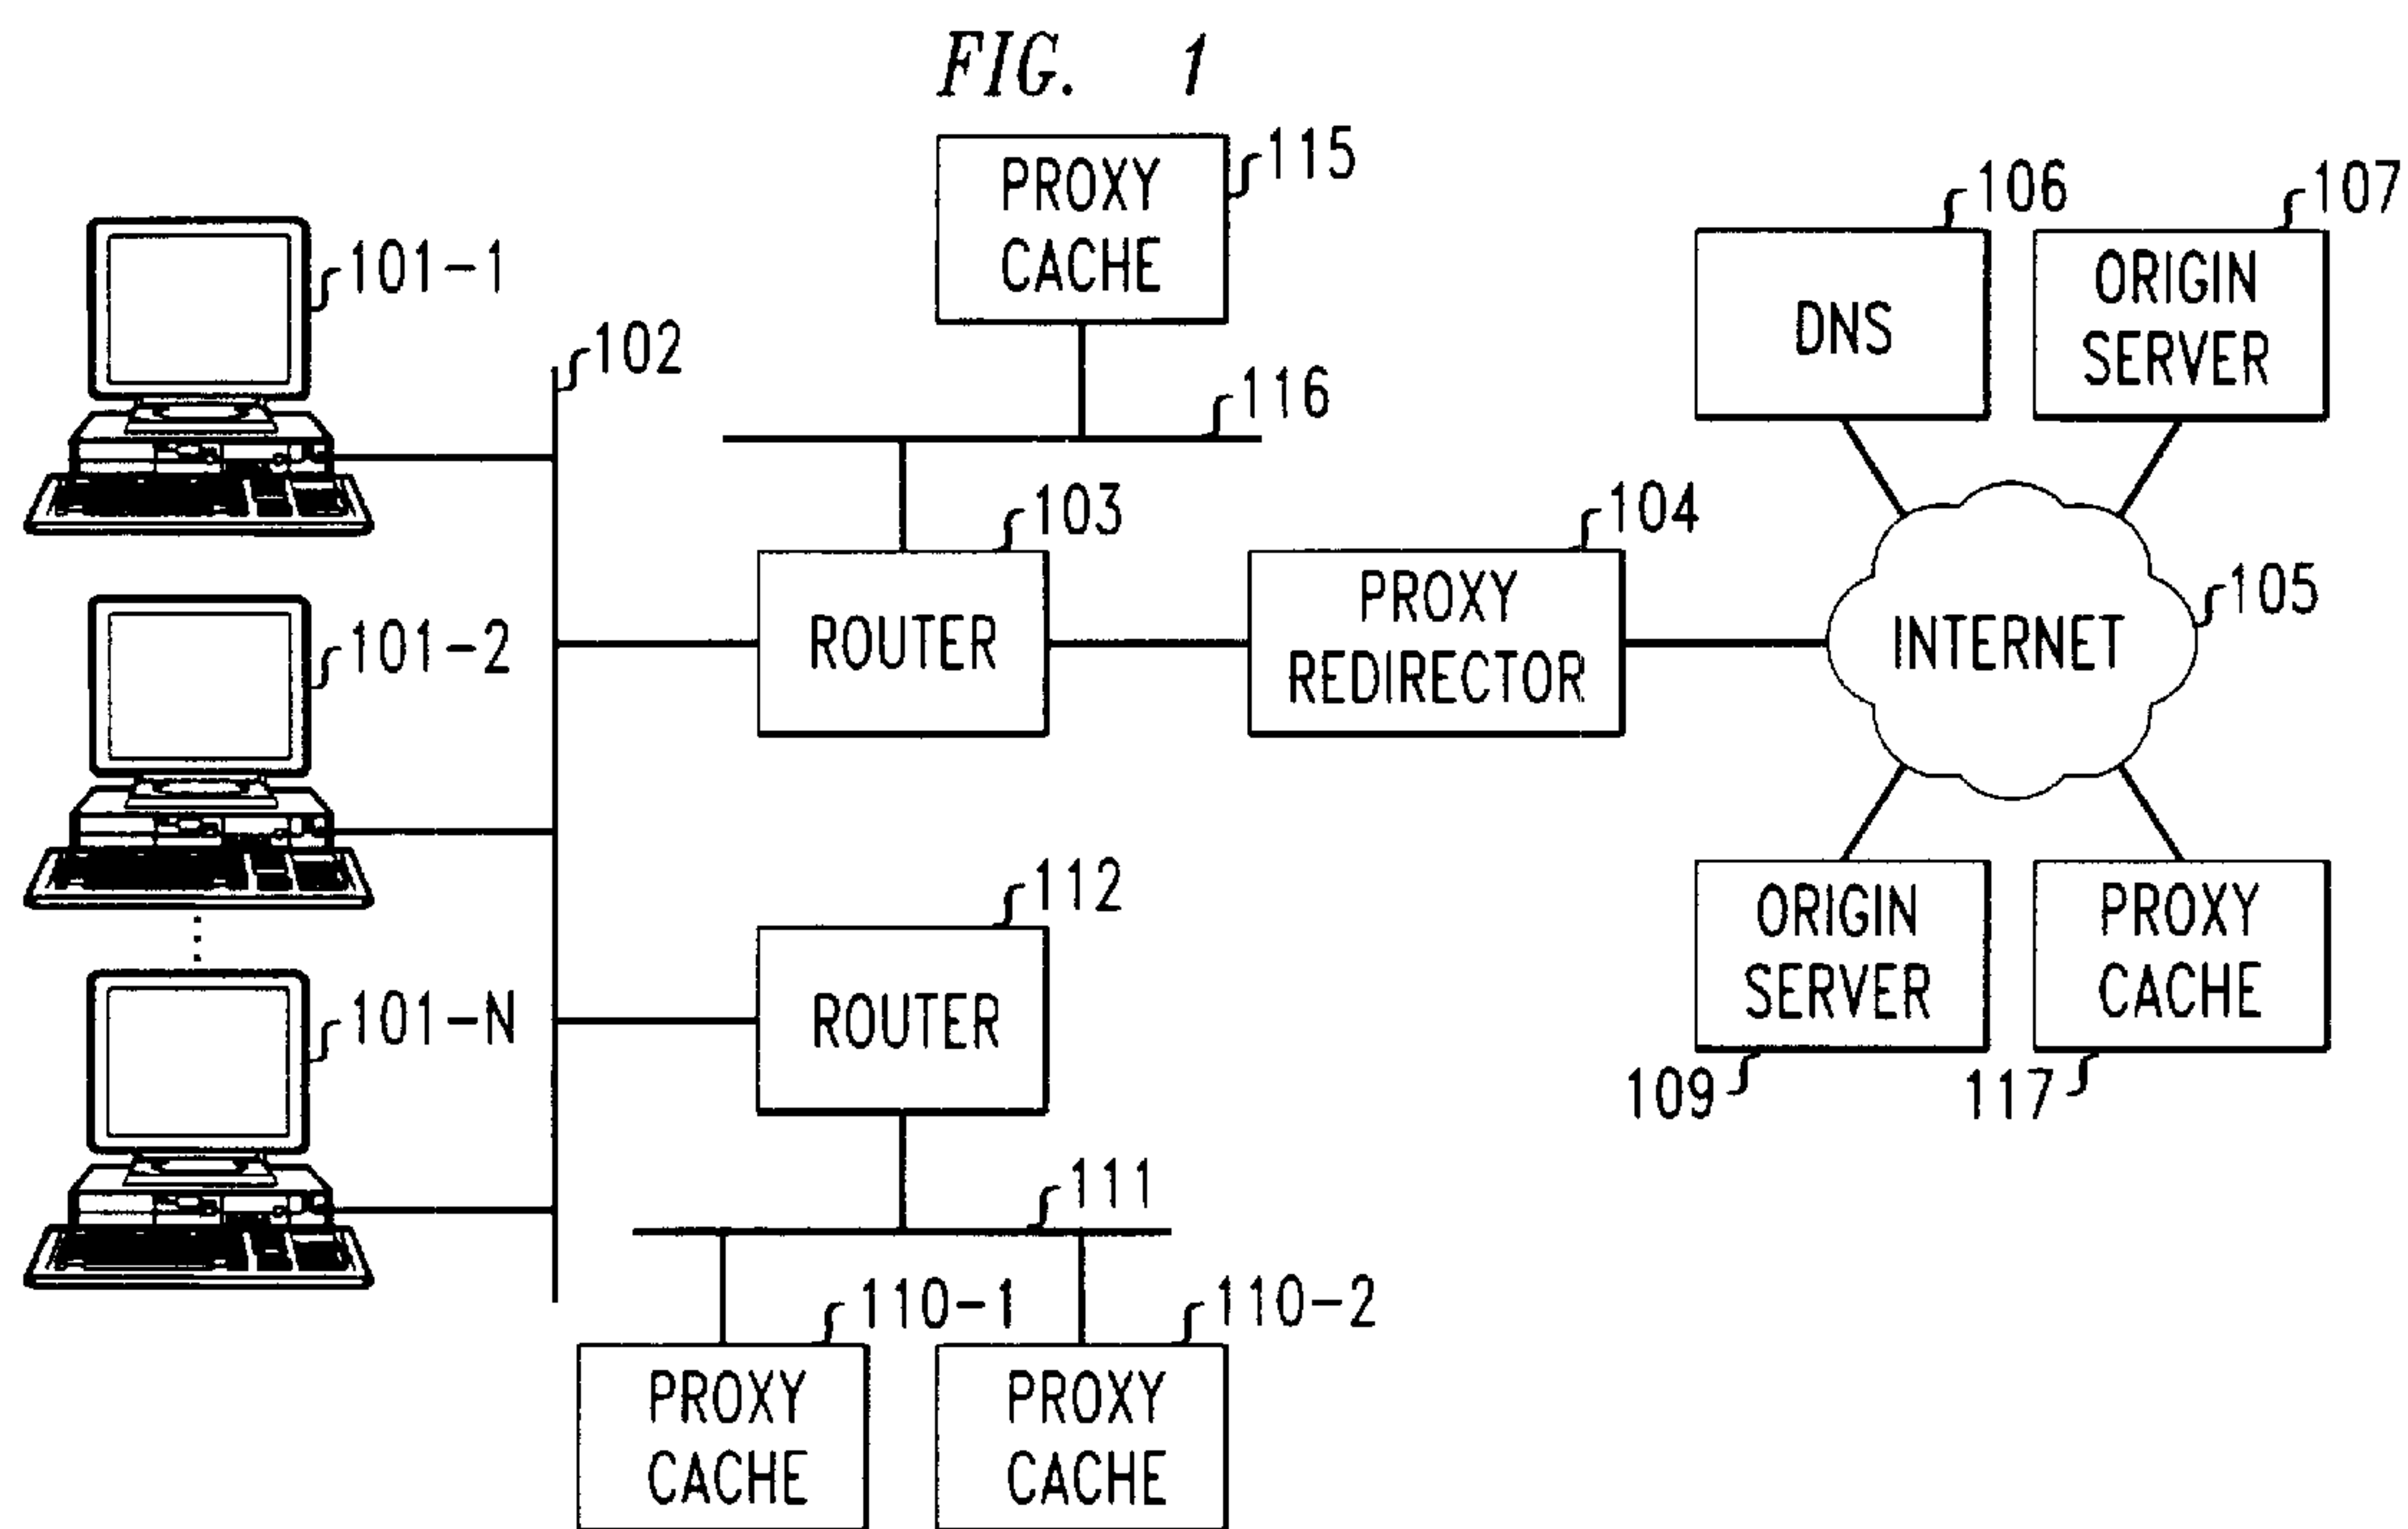 FIG. 1
PROXY
CACHE
115
106
107
101-1
DNS
ORIGIN
SERVER
102
116
103
104
ROUTER
PROXY
REDIRECTOR
INTERNET
105
101-2
112
ROUTER
ORIGIN
SERVER
PROXY
CACHE
109
117
101-N
111
110-1
110-2
PROXY
CACHE
PROXY
CACHE